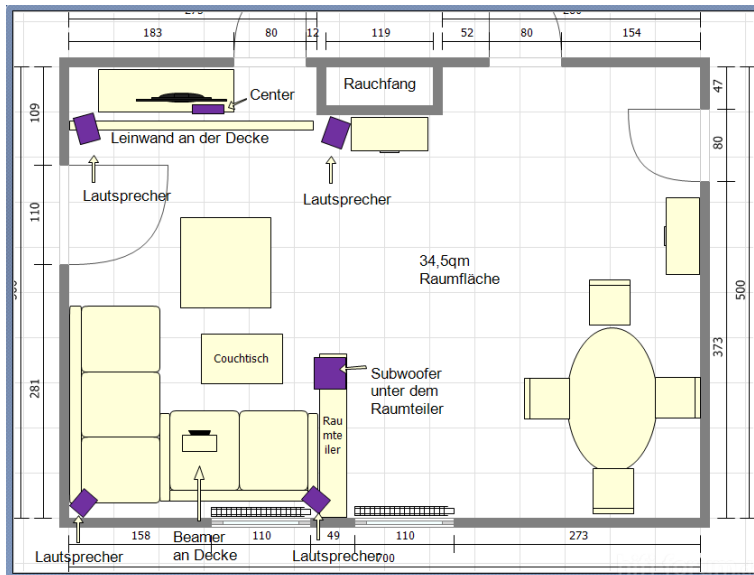 183
80
12
119
52
80
154
Rauchfang
Center
Leinwand an der Decke
109
47
80
Lautsprecher
Lautsprecher
110
34,5qm
Raumfläche
500
373
Couchtisch
Subwoofer
unter dem
Raumteiler
281
Rau
mte
iler
158
Beamer
an Decke
110
49
110
273
Lautsprecher
Lautsprecher
700